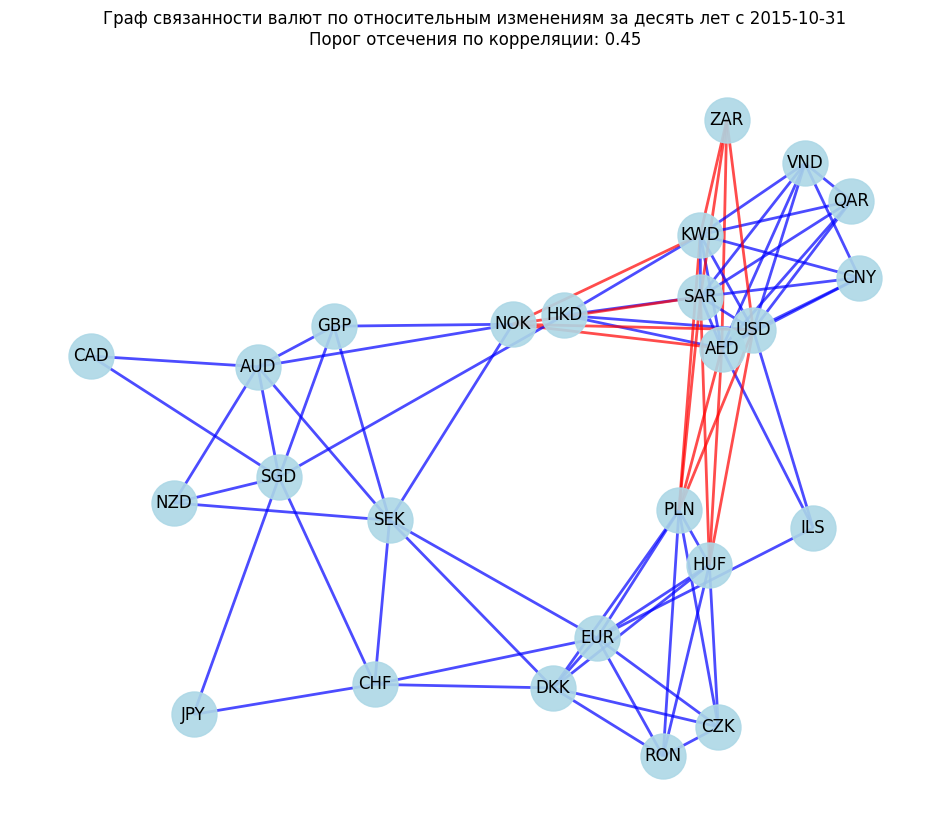 Граф связанности валют по относительным изменениям за десять лет с 2015-10-31
Порог отсечения по корреляции: 0.45
ZAR
VND
QAR
KWD
CNY
SAR
HKD
NOK
GBP
USD
AED
CAD
AUD
SGD
NZD
PLN
SEK
ILS
HUF
EUR
CHF
DKK
JPY
CZK
RON